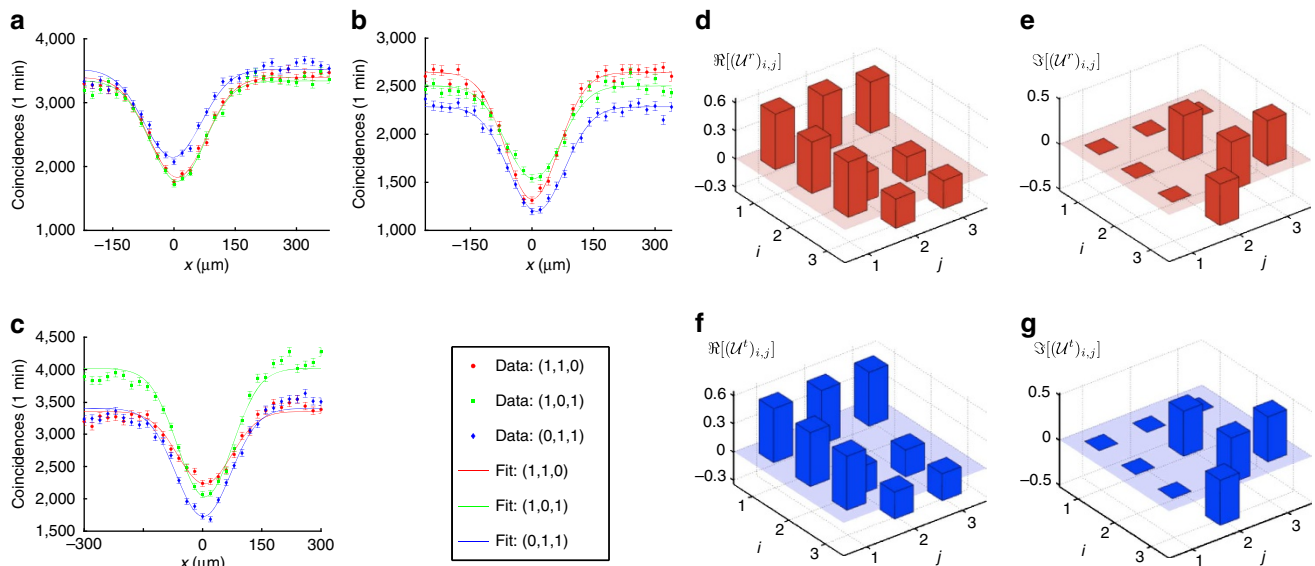 a
4,000
3,000
2,000
1,000
Coincidences (1 min)
−150 0 150 300
x (μm)
b
3,000
2,500
2,000
1,500
1,000
Coincidences (1 min)
−150 0 150 300
x (μm)
d
ℜ[(𝒰ʳ)i,j]
0.6
0.3
0
−0.3
1
2
3
i
1
2
3
j
e
ℑ[(𝒰ʳ)i,j]
0.5
0
−0.5
1
2
3
i
1
2
3
j
c
4,500
4,000
3,500
3,000
2,500
2,000
1,500
Coincidences (1 min)
−300 0 150 300
x (μm)
Data: (1,1,0)
Data: (1,0,1)
Data: (0,1,1)
Fit: (1,1,0)
Fit: (1,0,1)
Fit: (0,1,1)
f
ℜ[(𝒰ᵗ)i,j]
0.6
0.3
0
−0.3
1
2
3
i
1
2
3
j
g
ℑ[(𝒰ᵗ)i,j]
0.5
0
−0.5
1
2
3
i
1
2
3
j